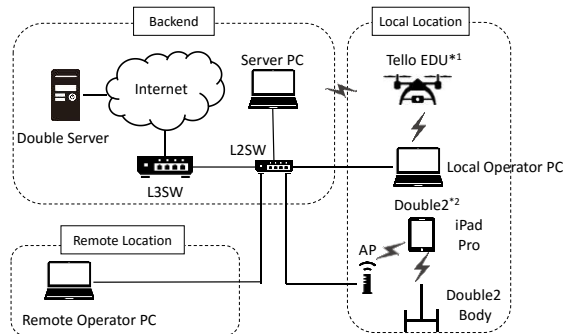 Backend
Local Location
Server PC
Tello EDU*1
Internet
Double Server
L2SW
L3SW
Local Operator PC
Double2*2
iPad
Pro
Remote Location
AP
Remote Operator PC
Double2
Body